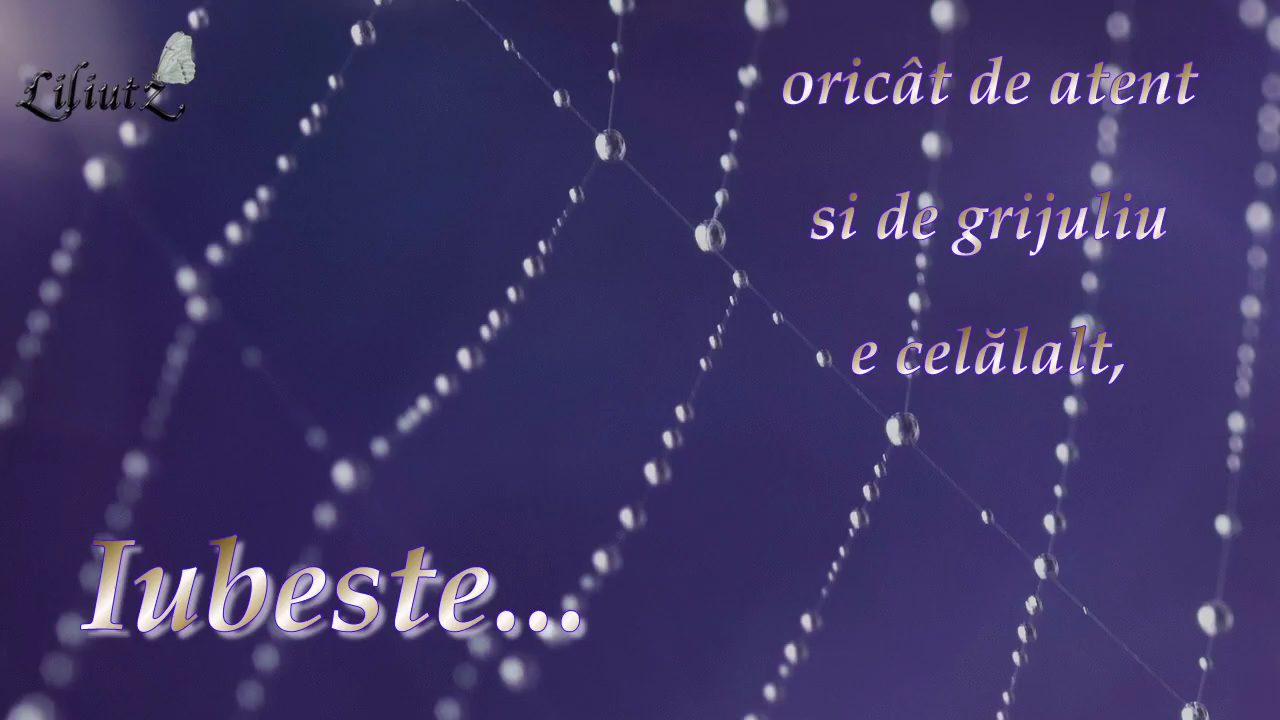 Liliutz
oricât de atent
si de grijuliu
e celălalt,
Iubeste...